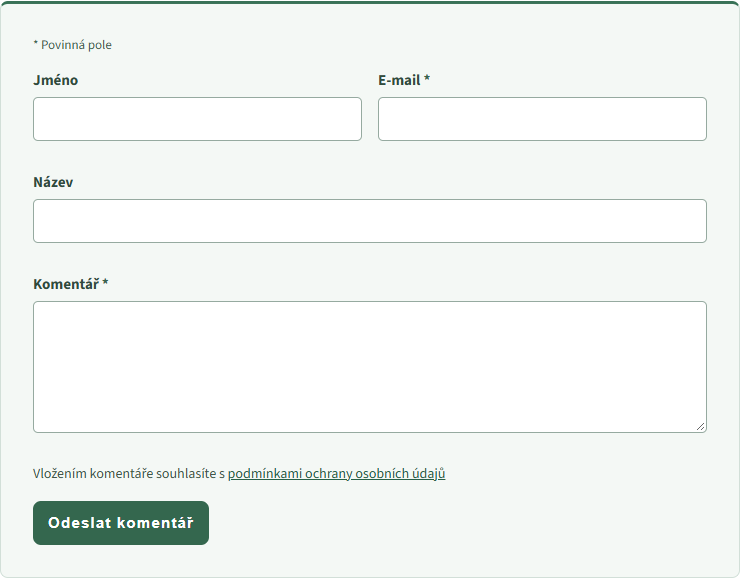 * Povinná pole
Jméno
E-mail *
Název
Komentář *
Vložením komentáře souhlasíte s podmínkami ochrany osobních údajů
Odeslat komentář